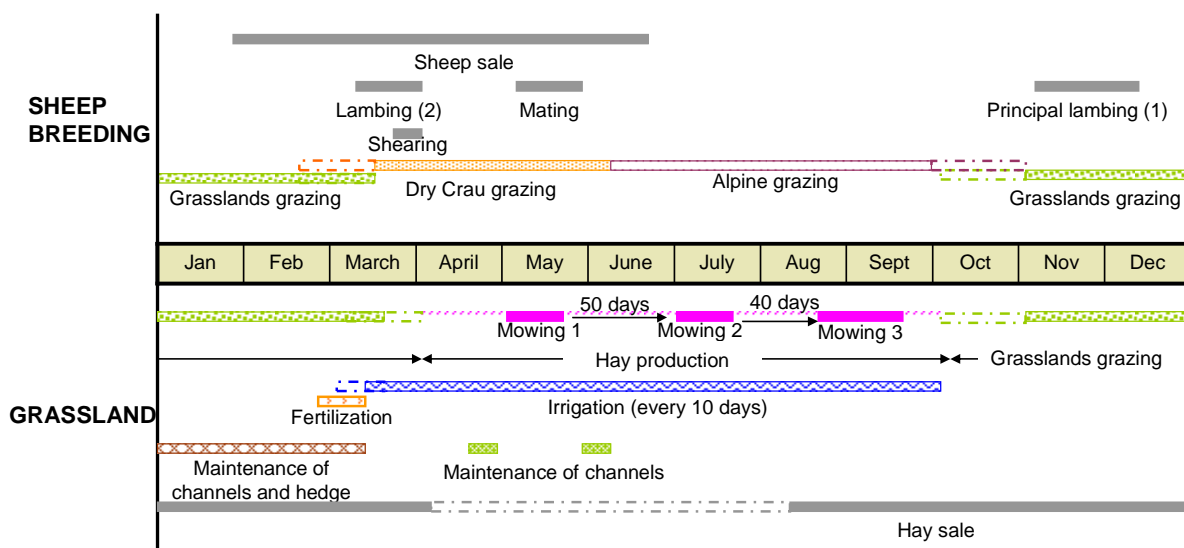 Sheep sale
SHEEP
BREEDING
Lambing (2)
Mating
Principal lambing (1)
Shearing
Grasslands grazing
Dry Crau grazing
Alpine grazing
Grasslands grazing
Jan
Feb
March
April
May
June
July
Aug
Sept
Oct
Nov
Dec
50 days
40 days
Mowing 1
Mowing 2
Mowing 3
Hay production
Grasslands grazing
GRASSLAND
Fertilization
Irrigation (every 10 days)
Maintenance of
channels and hedge
Maintenance of channels
Hay sale